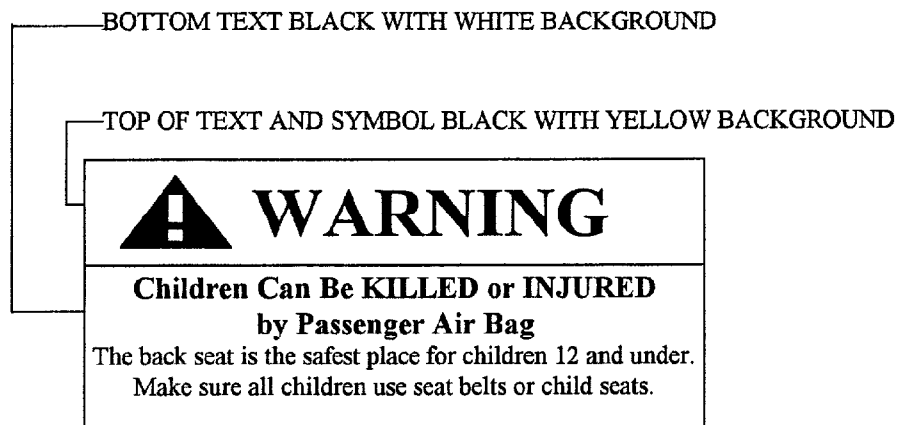 BOTTOM TEXT BLACK WITH WHITE BACKGROUND
TOP OF TEXT AND SYMBOL BLACK WITH YELLOW BACKGROUND
WARNING
Children Can Be KILLED or INJURED
by Passenger Air Bag
The back seat is the safest place for children 12 and under.
Make sure all children use seat belts or child seats.